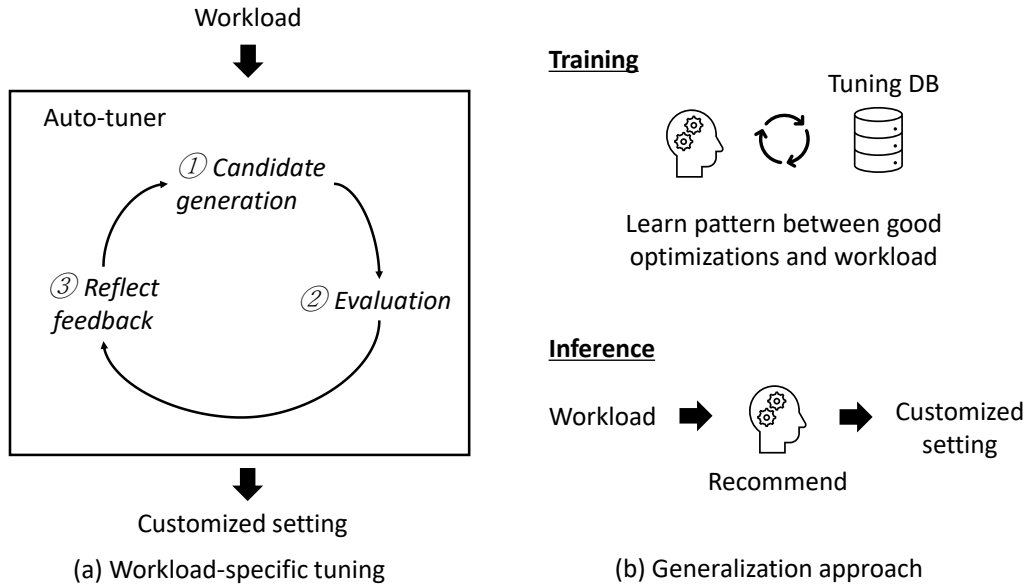 Workload
Auto-tuner
① Candidate
generation
② Evaluation
③ Reflect
feedback
Customized setting
(a) Workload-specific tuning
Training
Tuning DB
Learn pattern between good
optimizations and workload
Inference
Workload
Customized
setting
Recommend
(b) Generalization approach